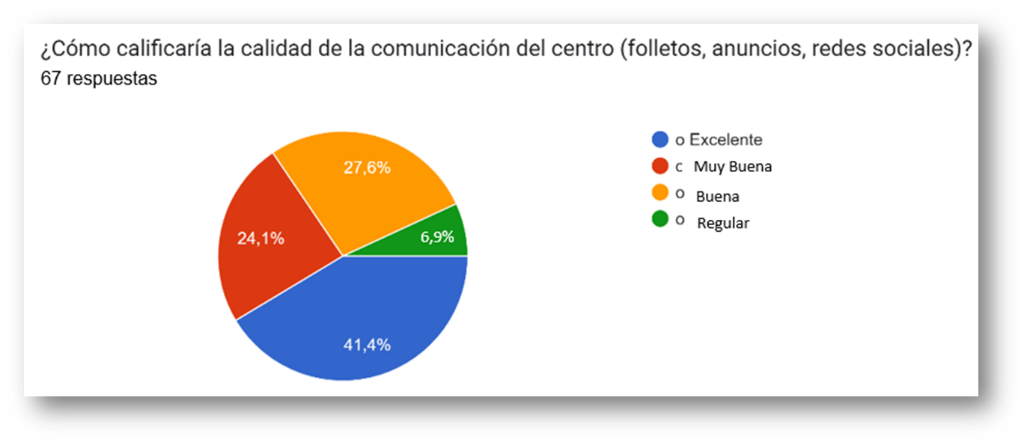 ¿Cómo calificaría la calidad de la comunicación del centro (folletos, anuncios, redes sociales)?
67 respuestas
27,6%
24,1%
6,9%
41,4%
o Excelente
c Muy Buena
o Buena
o Regular